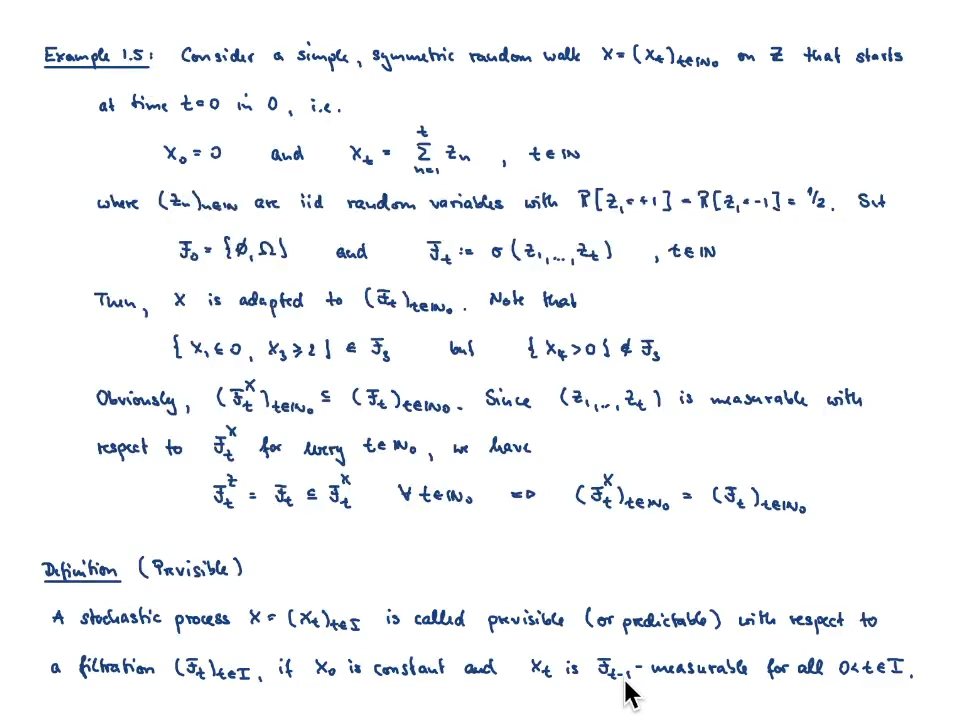 Example 1.5: Consider a simple, symmetric random walk X = (X_t)_{t∈ℕ₀} on ℤ that starts
at time t=0 in 0, i.e.
X₀ = 0 and X_t = ∑_{n=1}^{t} Z_n , t ∈ ℕ
where (Z_n)_{n∈ℕ} are iid random variables with ℙ[Z₁=+1] = ℙ[Z₁=-1] = 1/2. Set
ℱ₀ = {∅, Ω} and ℱ_t := σ(Z₁,...,Z_t) , t ∈ ℕ
Then, X is adapted to (ℱ_t)_{t∈ℕ₀}. Note that
{X₁ ≤ 0, X₃ ≥ 2} ∈ ℱ₃ but {X₄ > 0} ∉ ℱ₃
Obviously, (ℱ_t^X)_{t∈ℕ₀} ⊆ (ℱ_t)_{t∈ℕ₀}. Since (Z₁,...,Z_t) is measurable with
respect to ℱ_t^X for every t ∈ ℕ₀, we have
ℱ_t^Z = ℱ_t ⊆ ℱ_t^X ∀ t ∈ ℕ₀ ⇒ (ℱ_t^X)_{t∈ℕ₀} = (ℱ_t)_{t∈ℕ₀}
Definition (Previsible)
A stochastic process X = (X_t)_{t∈I} is called previsible (or predictable) with respect to
a filtration (ℱ_t)_{t∈I}, if X₀ is constant and X_t is ℱ_{t-1}-measurable for all 0 < t ∈ I.